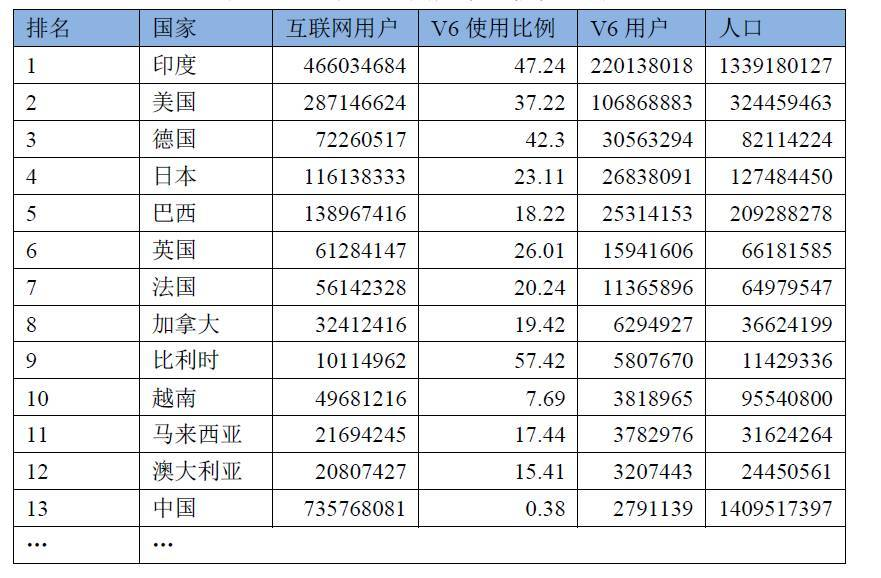 排名 国家 互联网用户 V6 使用比例 V6 用户 人口
1 印度 466034684 47.24 220138018 1339180127
2 美国 287146624 37.22 106868883 324459463
3 德国 72260517 42.3 30563294 82114224
4 日本 116138333 23.11 26838091 127484450
5 巴西 138967416 18.22 25314153 209288278
6 英国 61284147 26.01 15941606 66181585
7 法国 56142328 20.24 11365896 64979547
8 加拿大 32412416 19.42 6294927 36624199
9 比利时 10114962 57.42 5807670 11429336
10 越南 49681216 7.69 3818965 95540800
11 马来西亚 21694245 17.44 3782976 31624264
12 澳大利亚 20807427 15.41 3207443 24450561
13 中国 735768081 0.38 2791139 1409517397
… …